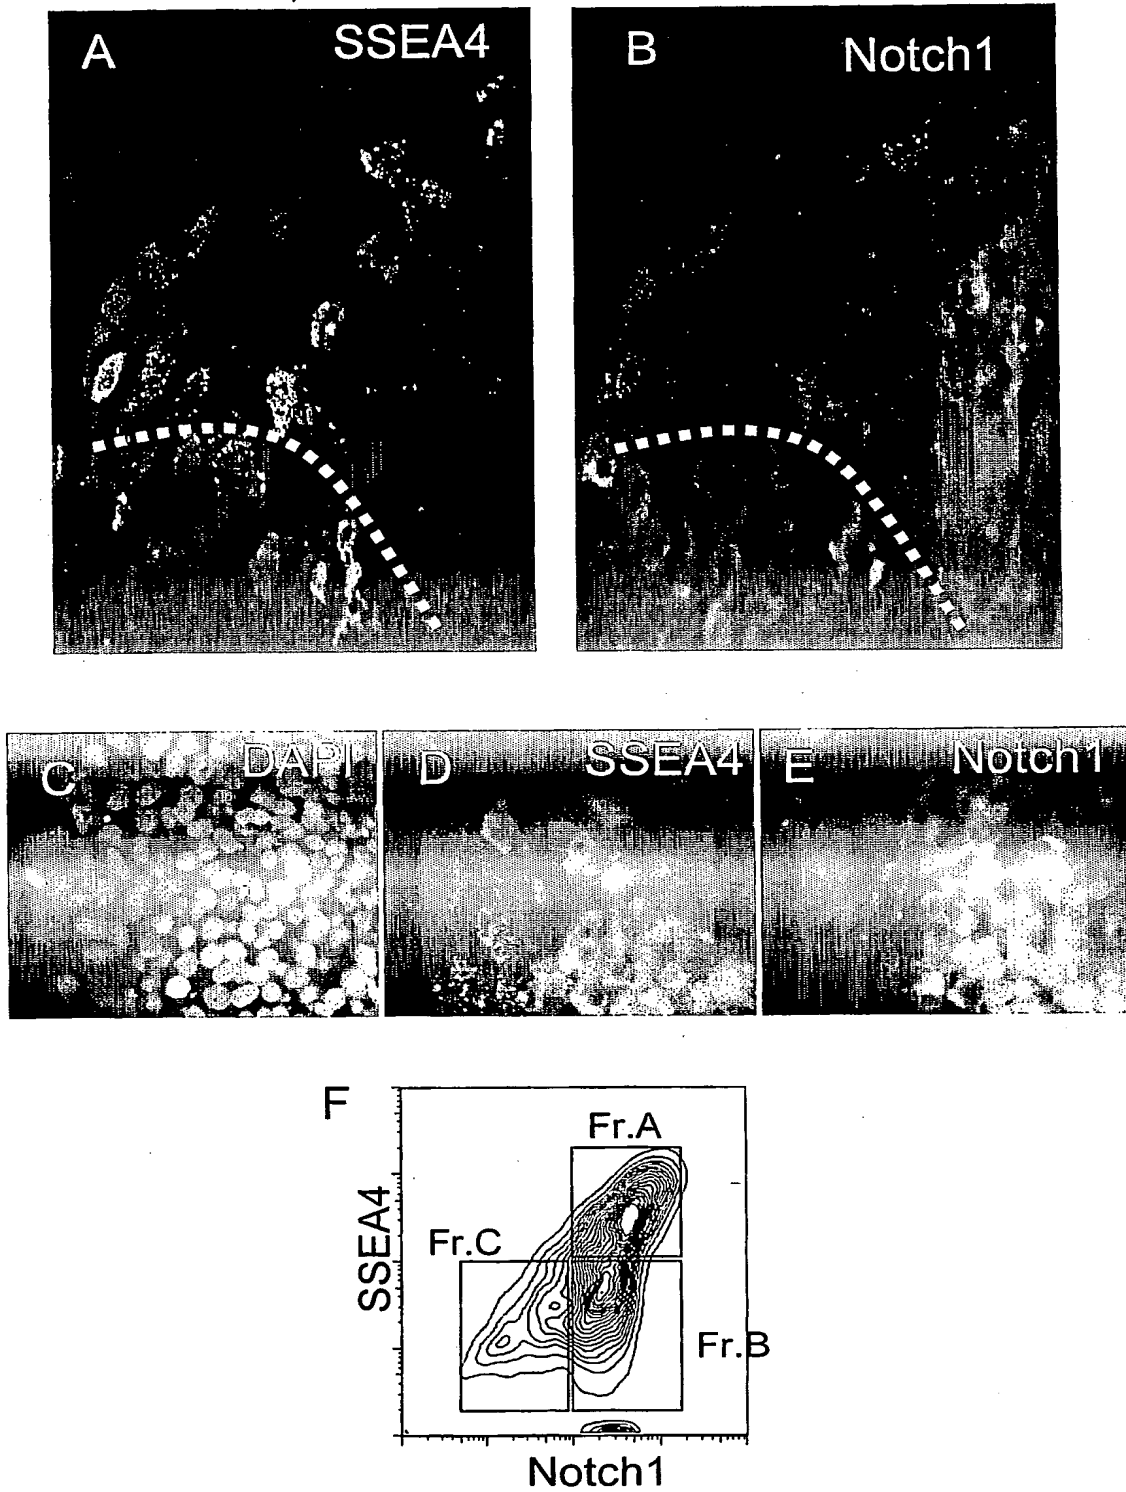 A
SSEA4
B
Notch1
C
DAPI
D
SSEA4
E
Notch1
F
Fr.A
Fr.C
SSEA4
Fr.B
Notch1